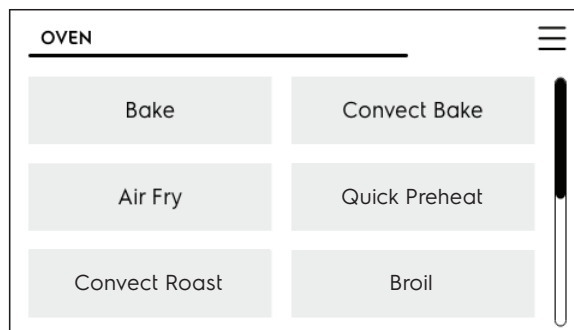 OVEN
Bake
Convect Bake
Air Fry
Quick Preheat
Convect Roast
Broil